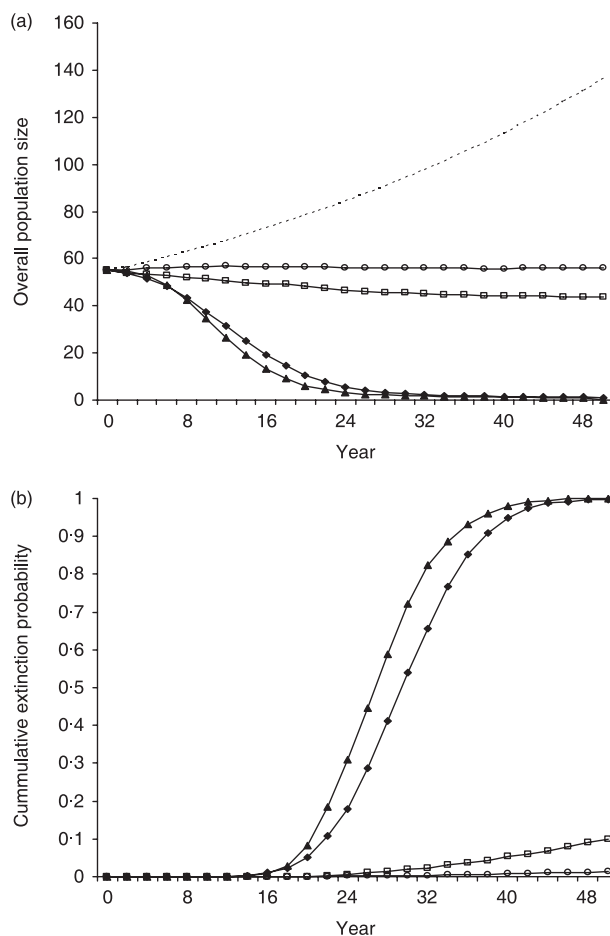 (a)
160
140
120
100
80
60
40
20
0
Overall population size
0 8 16 24 32 40 48
Year
(b)
1
0·9
0·8
0·7
0·6
0·5
0·4
0·3
0·2
0·1
0
Cummulative extinction probability
0 8 16 24 32 40 48
Year